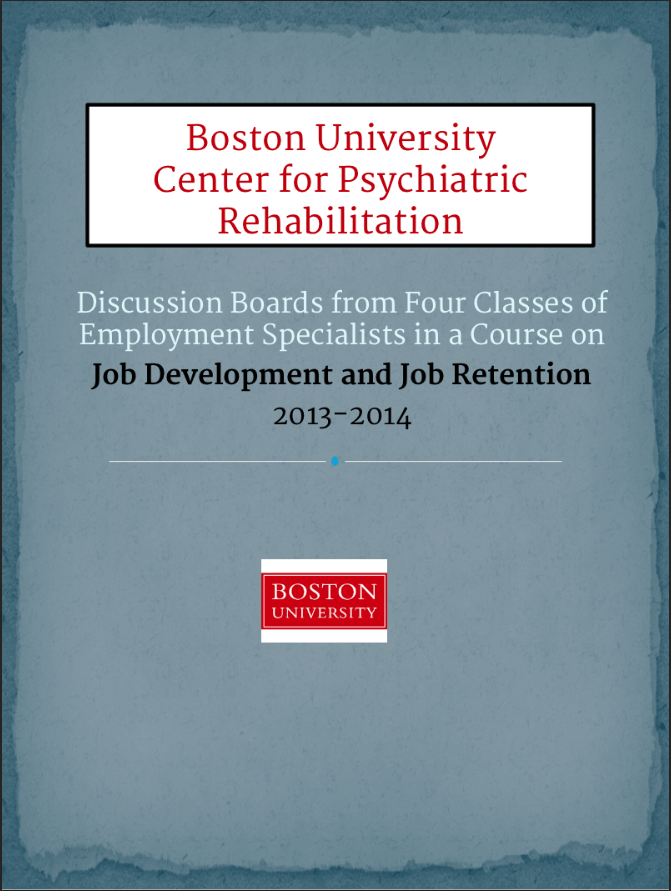 Boston University
Center for Psychiatric
Rehabilitation
Discussion Boards from Four Classes of
Employment Specialists in a Course on
Job Development and Job Retention
2013-2014
BOSTON
UNIVERSITY